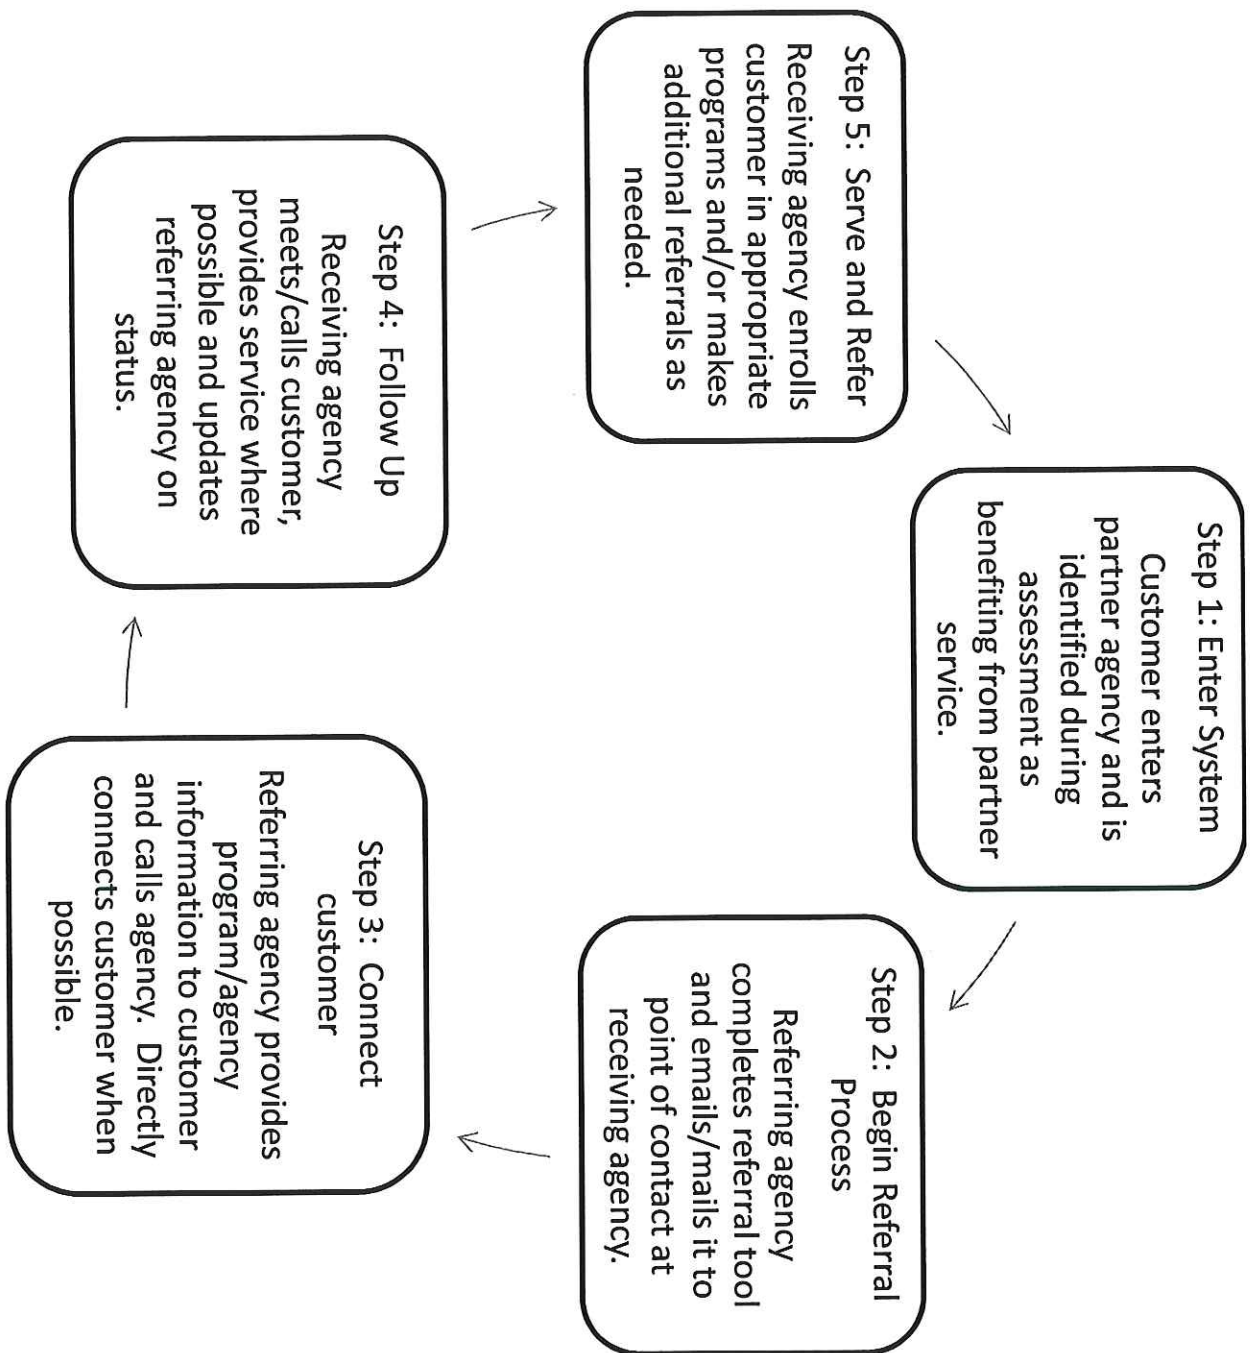 Step 1: Enter System
Customer enters
partner agency and is
identified during
assessment as
benefiting from partner
service.
Step 2:  Begin Referral
Process
Referring agency
completes referral tool
and emails/mails it to
point of contact at
receiving agency.
Step 3:  Connect
customer
Referring agency provides
program/agency
information to customer
and calls agency.  Directly
connects customer when
possible.
Step 4:  Follow Up
Receiving agency
meets/calls customer,
provides service where
possible and updates
referring agency on
status.
Step 5:  Serve and Refer
Receiving agency enrolls
customer in appropriate
programs and/or makes
additional referrals as
needed.